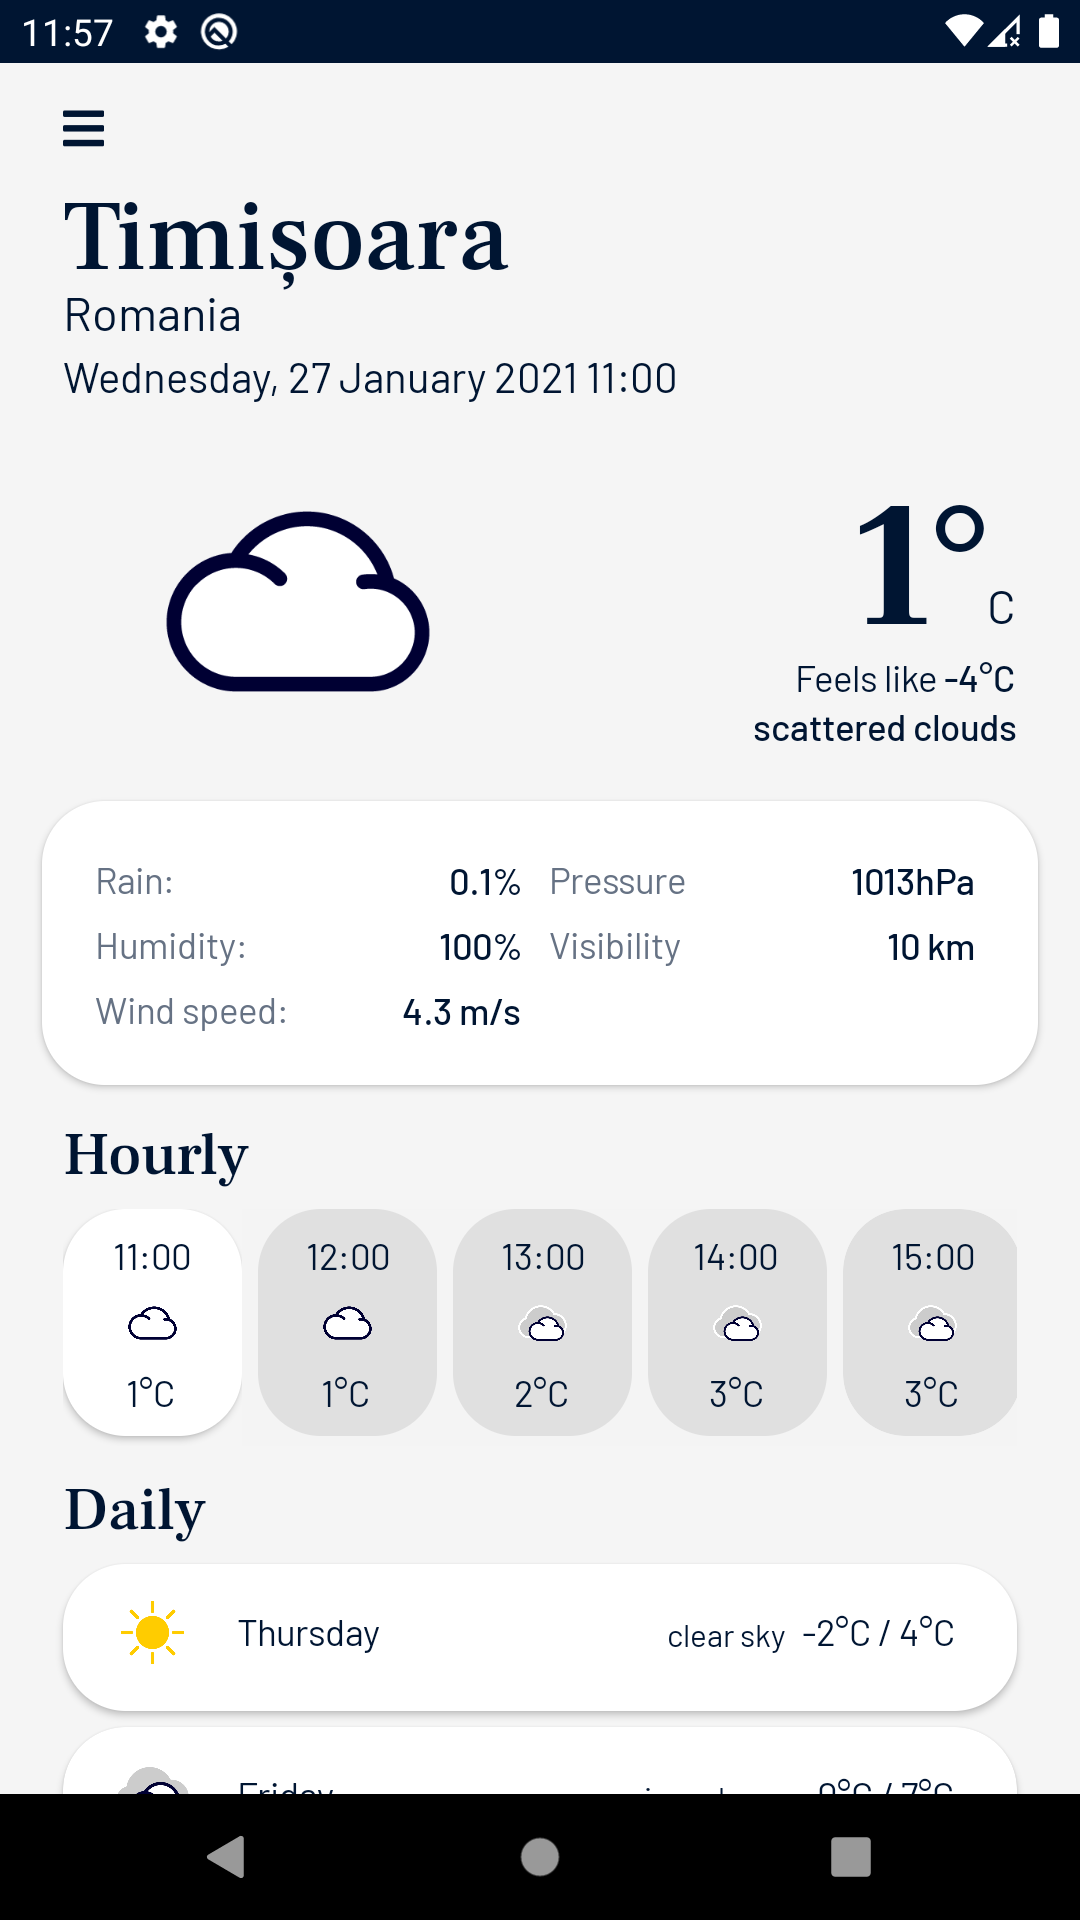 11:57
Timișoara
Romania
Wednesday, 27 January 2021 11:00
1°
C
Feels like -4°C
scattered clouds
Rain: 0.1% Pressure 1013hPa
Humidity: 100% Visibility 10 km
Wind speed: 4.3 m/s
Hourly
11:00 12:00 13:00 14:00 15:00
1°C 1°C 2°C 3°C 3°C
Daily
Thursday clear sky -2°C / 4°C
Friday